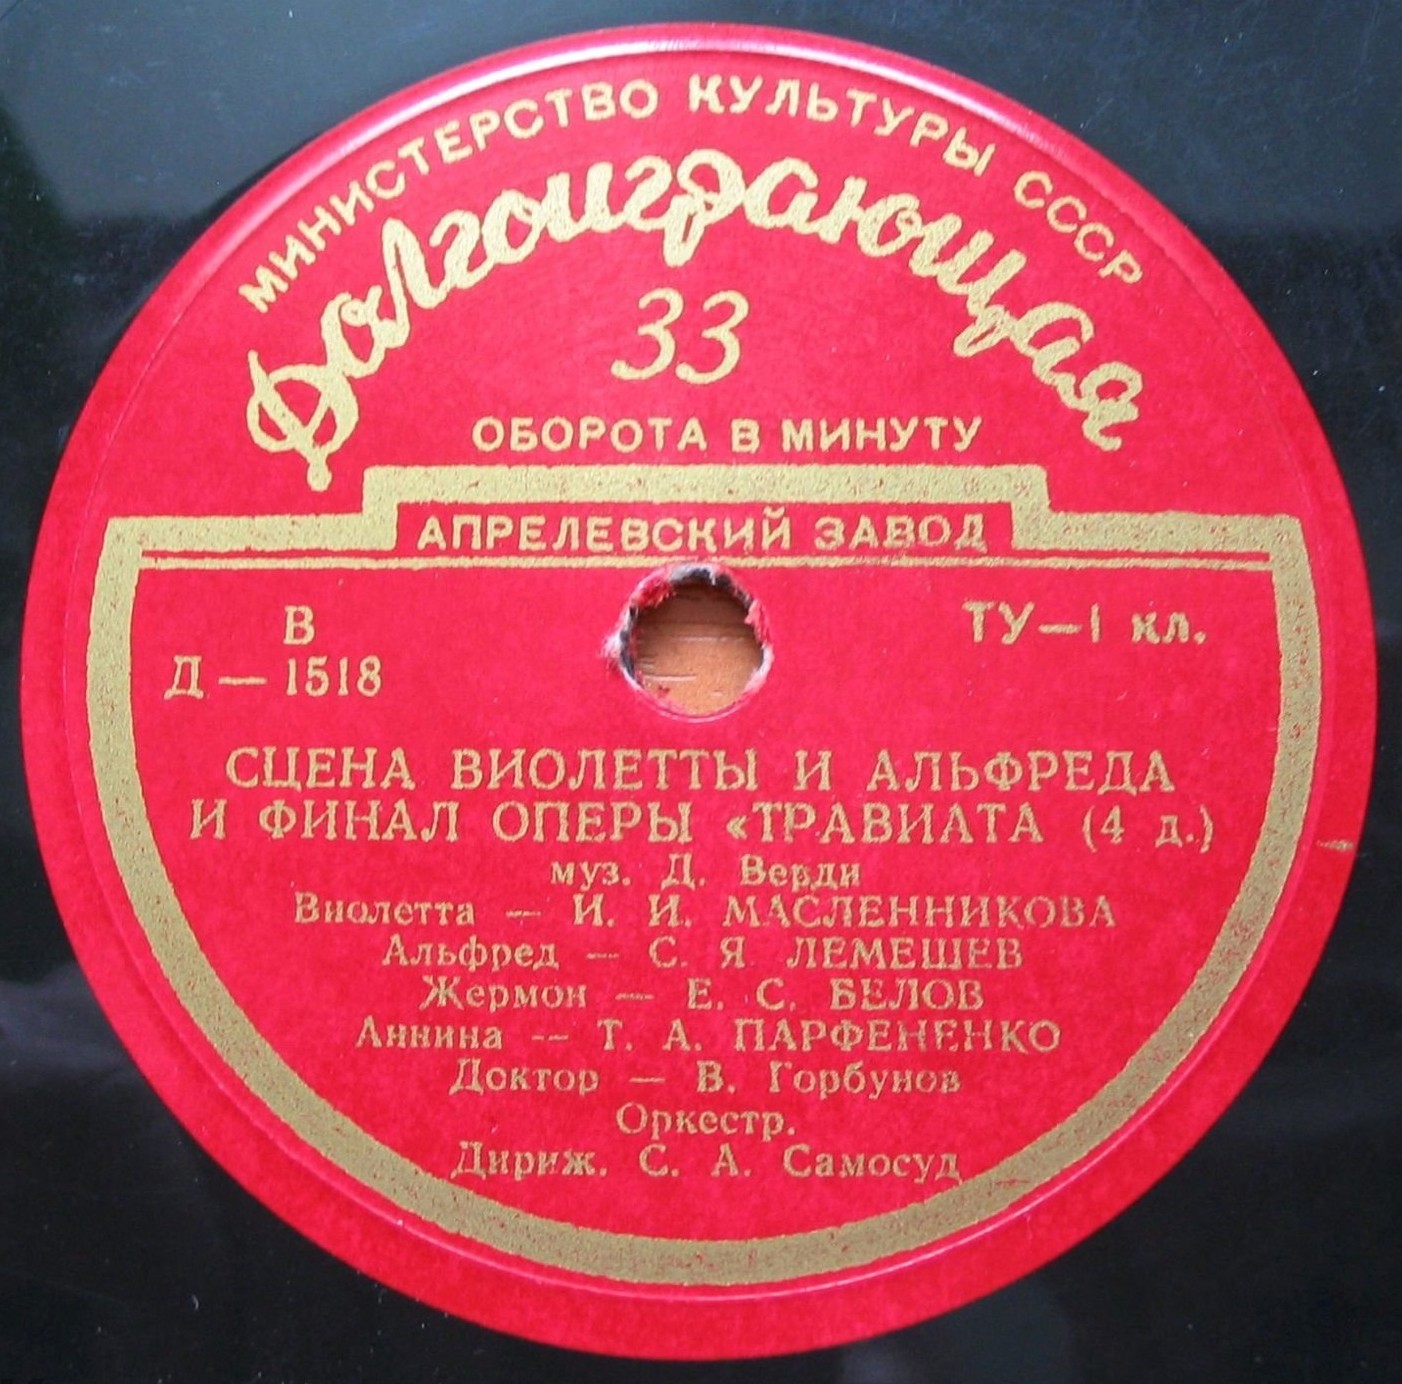 МИНИСТЕРСТВО КУЛЬТУРЫ СССР
Долгоиграющая
33
ОБОРОТА В МИНУТУ
АПРЕЛЕВСКИЙ ЗАВОД
В
Д — 1518
ТУ—1 кл.
СЦЕНА ВИОЛЕТТЫ И АЛЬФРЕДА
И ФИНАЛ ОПЕРЫ «ТРАВИАТА (4 д.)
муз. Д. Верди
Виолетта — И. И. МАСЛЕННИКОВА
Альфред — С. Я. ЛЕМЕШЕВ
Жермон — Е. С. БЕЛОВ
Аннина — Т. А. ПАРФЕНЕНКО
Доктор — В. Горбунов
Оркестр.
Дириж. С. А. Самосуд